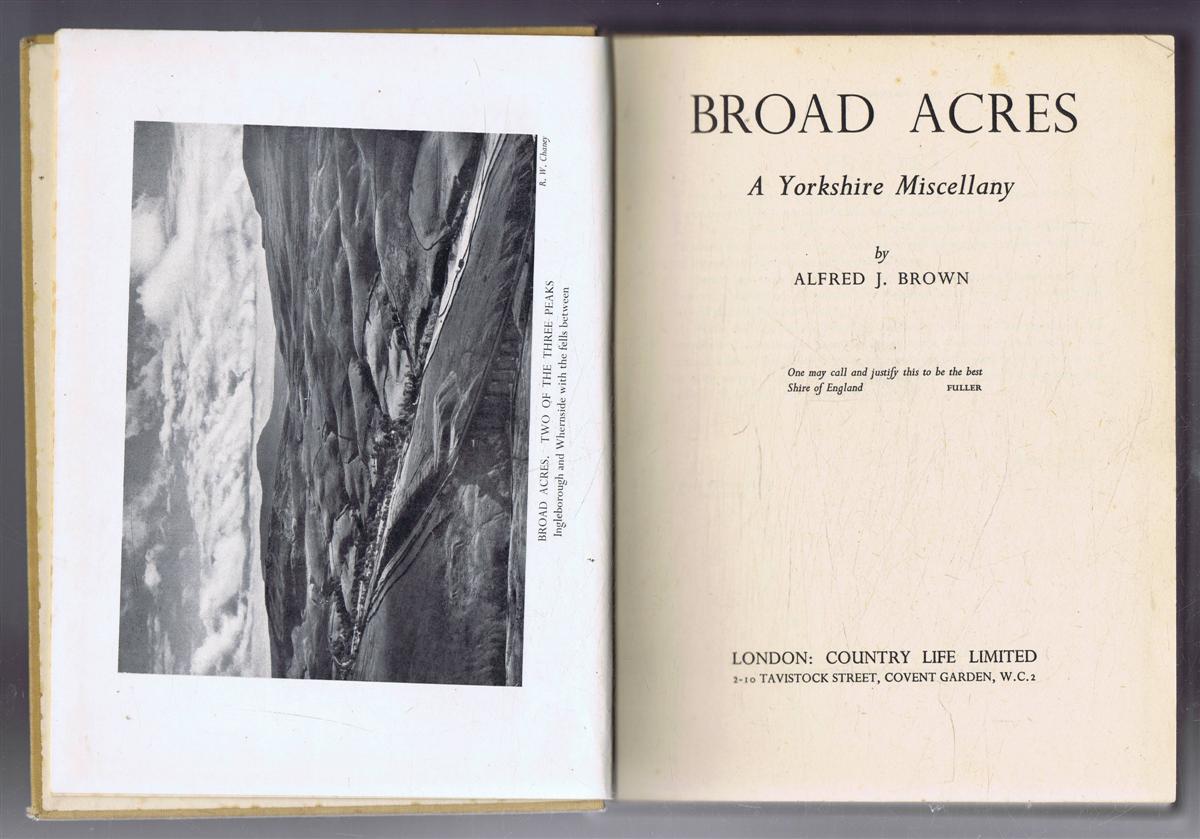 R. W. Chaney
BROAD ACRES. TWO OF THE THREE PEAKS
Ingleborough and Whernside with the fells between
BROAD ACRES
A Yorkshire Miscellany
by
ALFRED J. BROWN
One may call and justify this to be the best
Shire of England FULLER
LONDON: COUNTRY LIFE LIMITED
2-10 TAVISTOCK STREET, COVENT GARDEN, W.C.2